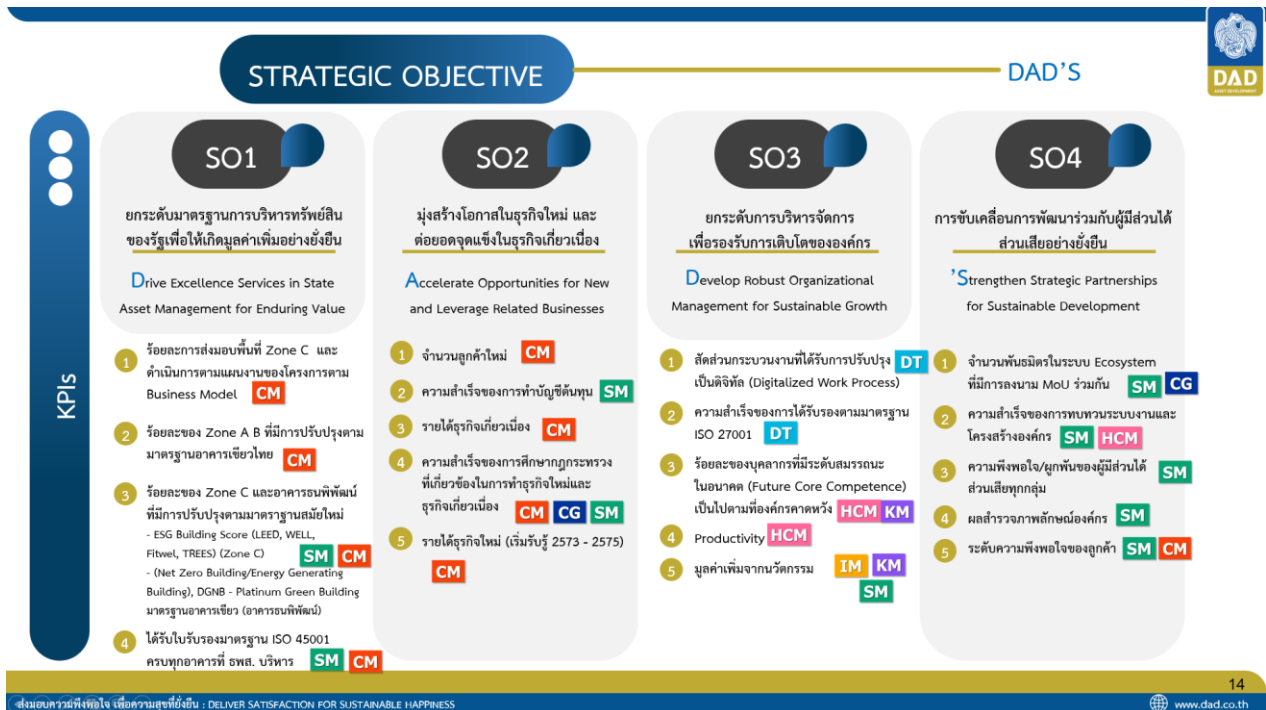 STRATEGIC OBJECTIVE
DAD'S
DAD
ASSET DEVELOPMENT
KPIs
SO1
ยกระดับมาตรฐานการบริหารทรัพย์สิน
ของรัฐเพื่อให้เกิดมูลค่าเพิ่มอย่างยั่งยืน
Drive Excellence Services in State
Asset Management for Enduring Value
1 ร้อยละการส่งมอบพื้นที่ Zone C และ
ดำเนินการตามแผนงานของโครงการตาม
Business Model CM
2 ร้อยละของ Zone A B ที่มีการปรับปรุงตาม
มาตรฐานอาคารเขียวไทย CM
3 ร้อยละของ Zone C และอาคารธนพิพัฒน์
ที่มีการปรับปรุงตามมาตราฐานสมัยใหม่
- ESG Building Score (LEED, WELL,
Fitwel, TREES) (Zone C) SM CM
- (Net Zero Building/Energy Generating
Building), DGNB - Platinum Green Building
มาตรฐานอาคารเขียว (อาคารธนพิพัฒน์)
4 ได้รับใบรับรองมาตรฐาน ISO 45001
ครบทุกอาคารที่ ธพส. บริหาร SM CM
SO2
มุ่งสร้างโอกาสในธุรกิจใหม่ และ
ต่อยอดจุดแข็งในธุรกิจเกี่ยวเนื่อง
Accelerate Opportunities for New
and Leverage Related Businesses
1 จำนวนลูกค้าใหม่ CM
2 ความสำเร็จของการทำบัญชีต้นทุน SM
3 รายได้ธุรกิจเกี่ยวเนื่อง CM
4 ความสำเร็จของการศึกษากฎกระทรวง
ที่เกี่ยวข้องในการทำธุรกิจใหม่และ
ธุรกิจเกี่ยวเนื่อง CM CG SM
5 รายได้ธุรกิจใหม่ (เริ่มรับรู้ 2573 - 2575)
CM
SO3
ยกระดับการบริหารจัดการ
เพื่อรองรับการเติบโตขององค์กร
Develop Robust Organizational
Management for Sustainable Growth
1 สัดส่วนกระบวนงานที่ได้รับการปรับปรุง DT
เป็นดิจิทัล (Digitalized Work Process)
2 ความสำเร็จของการได้รับรองตามมาตรฐาน
ISO 27001 DT
3 ร้อยละของบุคลากรที่มีระดับสมรรถนะ
ในอนาคต (Future Core Competence)
เป็นไปตามที่องค์กรคาดหวัง HCM KM
4 Productivity HCM
5 มูลค่าเพิ่มจากนวัตกรรม IM KM
SM
SO4
การขับเคลื่อนการพัฒนาร่วมกับผู้มีส่วนได้
ส่วนเสียอย่างยั่งยืน
'Strengthen Strategic Partnerships
for Sustainable Development
1 จำนวนพันธมิตรในระบบ Ecosystem
ที่มีการลงนาม MoU ร่วมกัน SM CG
2 ความสำเร็จของการทบทวนระบบงานและ
โครงสร้างองค์กร SM HCM
3 ความพึงพอใจ/ผูกพันของผู้มีส่วนได้ SM
ส่วนเสียทุกกลุ่ม
4 ผลสำรวจภาพลักษณ์องค์กร SM
5 ระดับความพึงพอใจของลูกค้า SM CM
14
ส่งมอบความพึงพอใจ เพื่อความสุขที่ยั่งยืน : DELIVER SATISFACTION FOR SUSTAINABLE HAPPINESS
www.dad.co.th